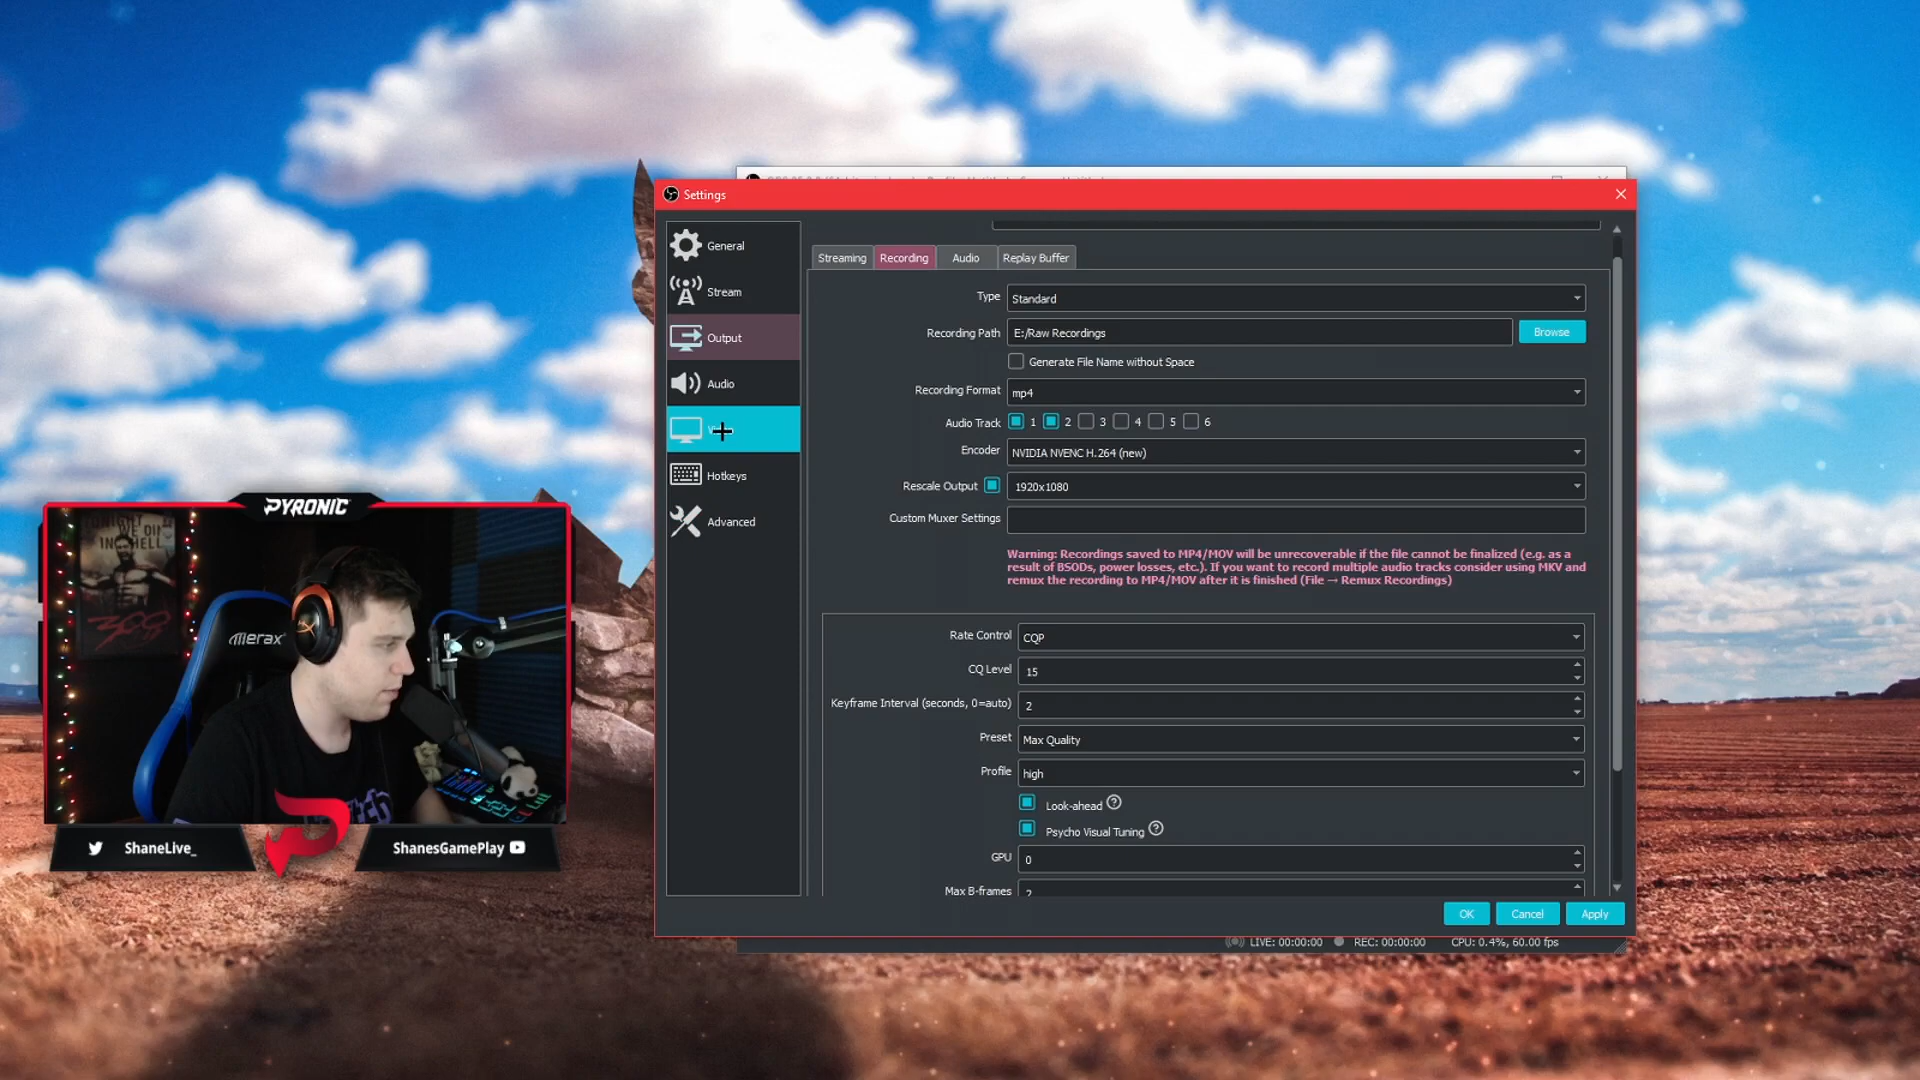 Settings
General
Stream
Output
Audio
Hotkeys
Advanced
Streaming
Recording
Audio
Replay Buffer
Type
Standard
Recording Path
E:/Raw Recordings
Browse
Generate File Name without Space
Recording Format
mp4
Audio Track
1
2
3
4
5
6
Encoder
NVIDIA NVENC H.264 (new)
Rescale Output
1920x1080
Custom Muxer Settings
Warning: Recordings saved to MP4/MOV will be unrecoverable if the file cannot be finalized (e.g. as a
result of BSODs, power losses, etc.). If you want to record multiple audio tracks consider using MKV and
remux the recording to MP4/MOV after it is finished (File → Remux Recordings)
Rate Control
CQP
CQ Level
15
Keyframe Interval (seconds, 0=auto)
2
Preset
Max Quality
Profile
high
Look-ahead
Psycho Visual Tuning
GPU
0
Max B-frames
2
OK
Cancel
Apply
LIVE: 00:00:00
REC: 00:00:00
CPU: 0.4%, 60.00 fps
PYRONIC
TONIGHT
WE DINE
IN HELL
300
merax
ShaneLive_
ShanesGamePlay